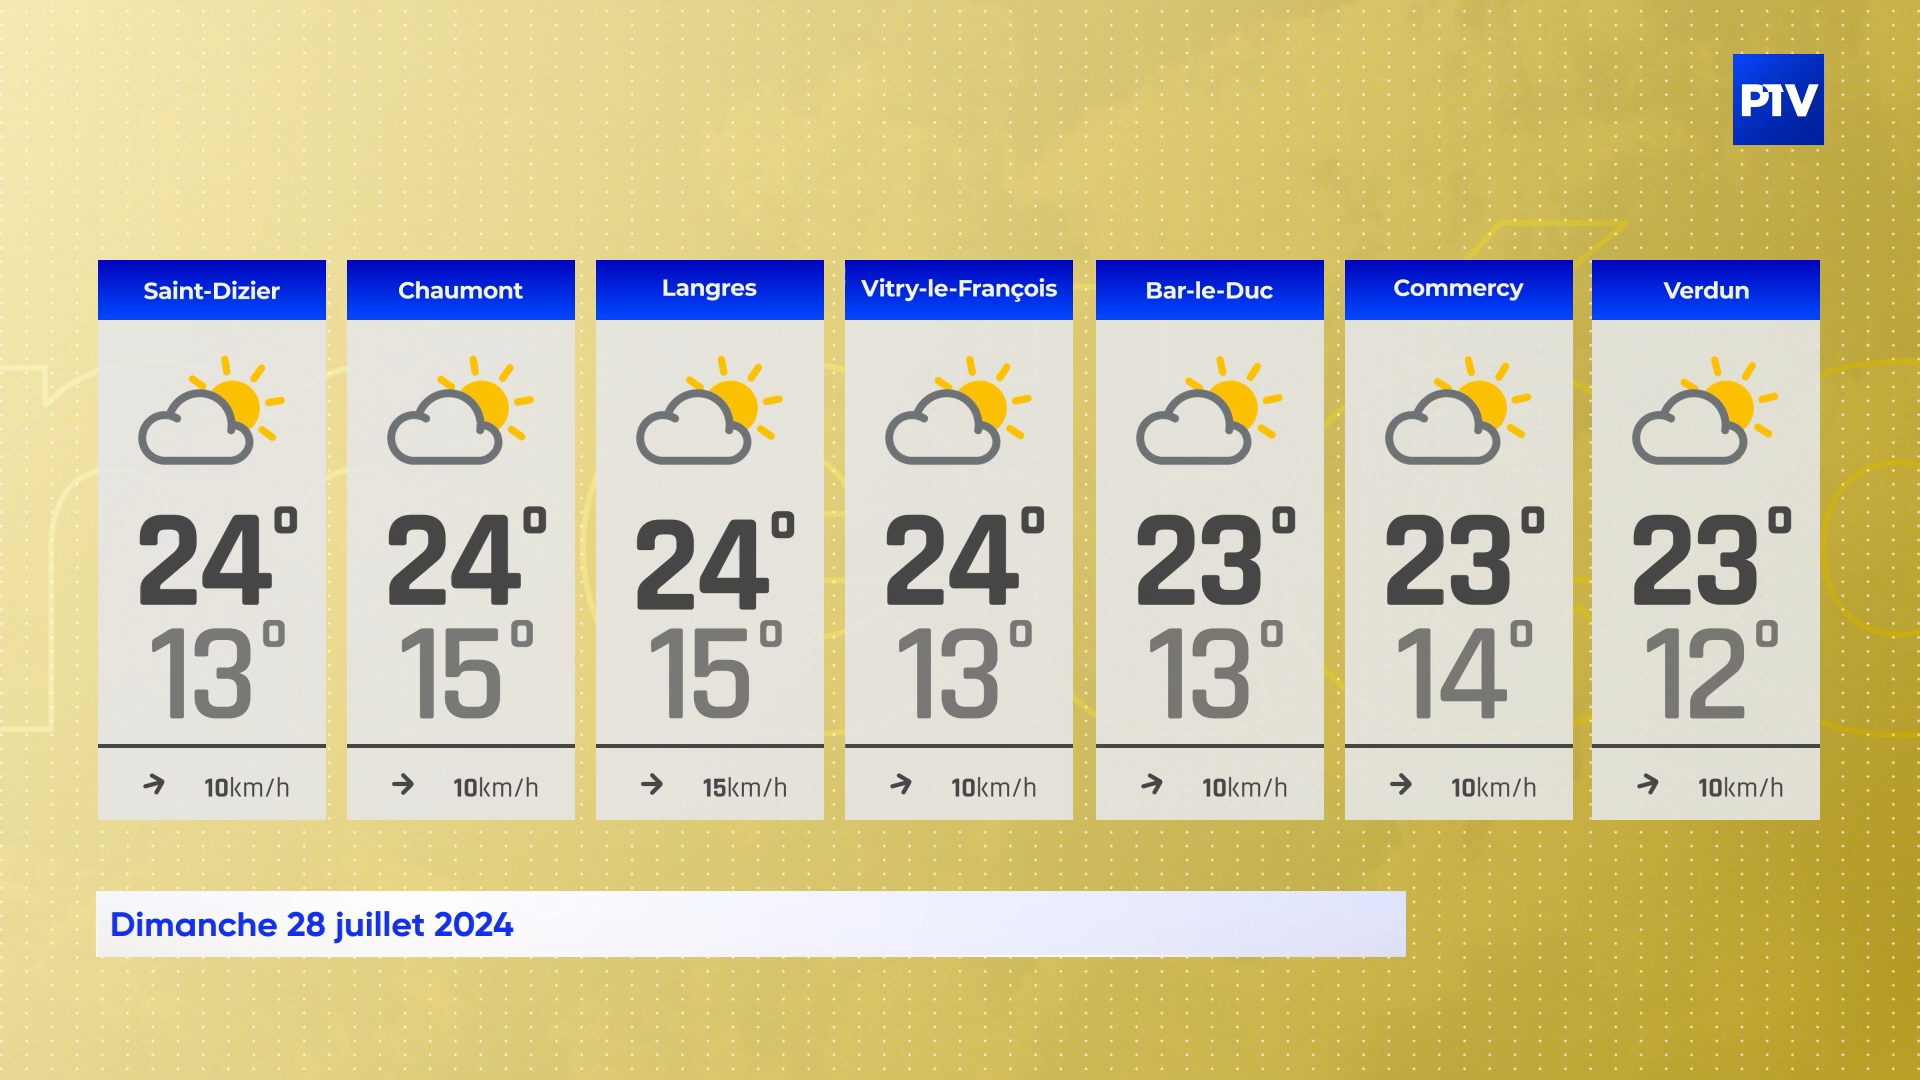 PTV
Saint-Dizier
24°
13°
10km/h
Chaumont
24°
15°
10km/h
Langres
24°
15°
15km/h
Vitry-le-François
24°
13°
10km/h
Bar-le-Duc
23°
13°
10km/h
Commercy
23°
14°
10km/h
Verdun
23°
12°
10km/h
Dimanche 28 juillet 2024